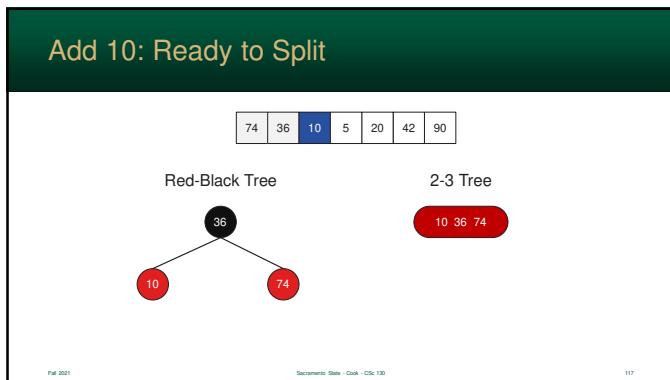 Add 10: Ready to Split
74 36 10 5 20 42 90
Red-Black Tree
2-3 Tree
36
10 36 74
10
74
Fall 2021
Sacramento State - Cook - CSc 130
117